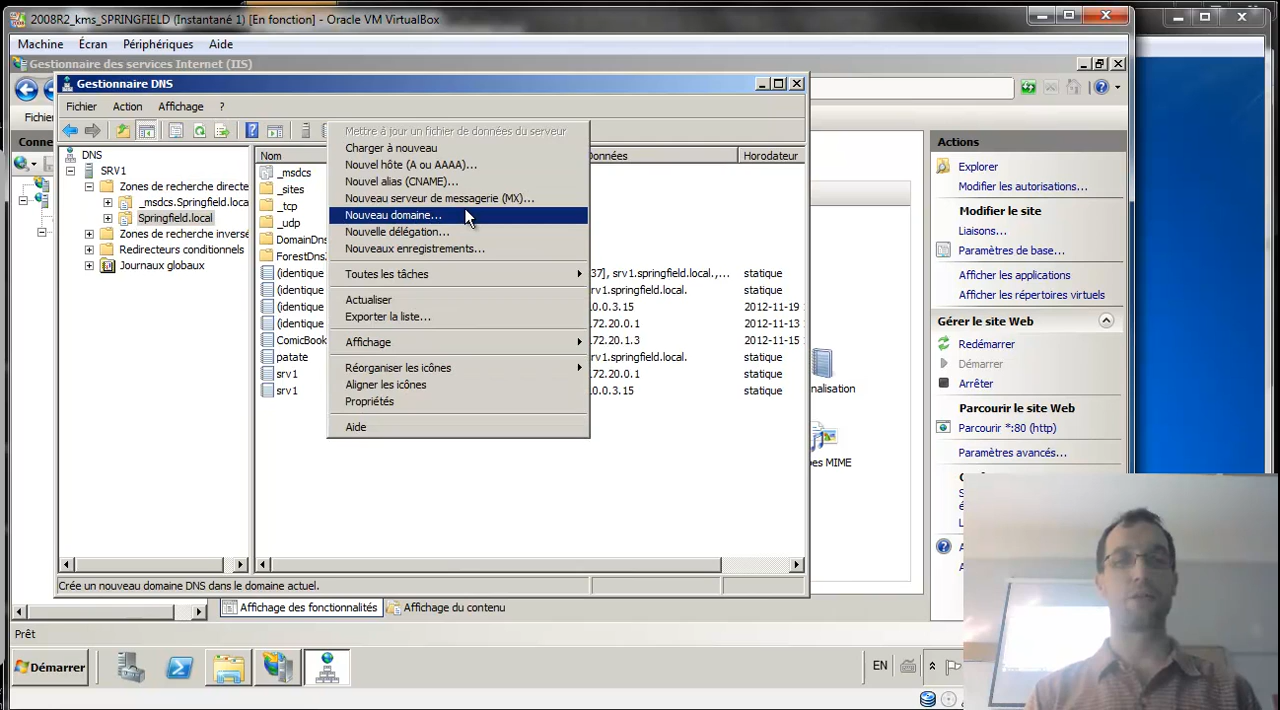 2008R2_kms_SPRINGFIELD (Instantané 1) [En fonction] - Oracle VM VirtualBox
Machine Écran Périphériques Aide
Gestionnaire des services Internet (IIS)
Gestionnaire DNS
Fichier Action Affichage ?
Fichie
Conne
DNS
SRV1
Zones de recherche directe
_msdcs.Springfield.loca
Springfield.local
Zones de recherche inversé
Redirecteurs conditionnels
Journaux globaux
Nom Données Horodateur
_msdcs
_sites
_tcp
_udp
DomainDns
ForestDnsZ
(identique 37], srv1.springfield.local.,... statique
(identique srv1.springfield.local. statique
(identique 0.0.3.15 2012-11-19
(identique 72.20.0.1 2012-11-13
ComicBook 72.20.1.3 2012-11-15
patate srv1.springfield.local. statique
srv1 72.20.0.1 statique
srv1 0.0.3.15 statique
Mettre à jour un fichier de données du serveur
Charger à nouveau
Nouvel hôte (A ou AAAA)...
Nouvel alias (CNAME)...
Nouveau serveur de messagerie (MX)...
Nouveau domaine...
Nouvelle délégation...
Nouveaux enregistrements...
Toutes les tâches
Actualiser
Exporter la liste...
Affichage
Réorganiser les icônes
Aligner les icônes
Propriétés
Aide
Crée un nouveau domaine DNS dans le domaine actuel.
nalisation
es MIME
Actions
Explorer
Modifier les autorisations...
Modifier le site
Liaisons...
Paramètres de base...
Afficher les applications
Afficher les répertoires virtuels
Gérer le site Web
Redémarrer
Démarrer
Arrêter
Parcourir le site Web
Parcourir *:80 (http)
Paramètres avancés...
Affichage des fonctionnalités Affichage du contenu
Prêt
Démarrer
EN